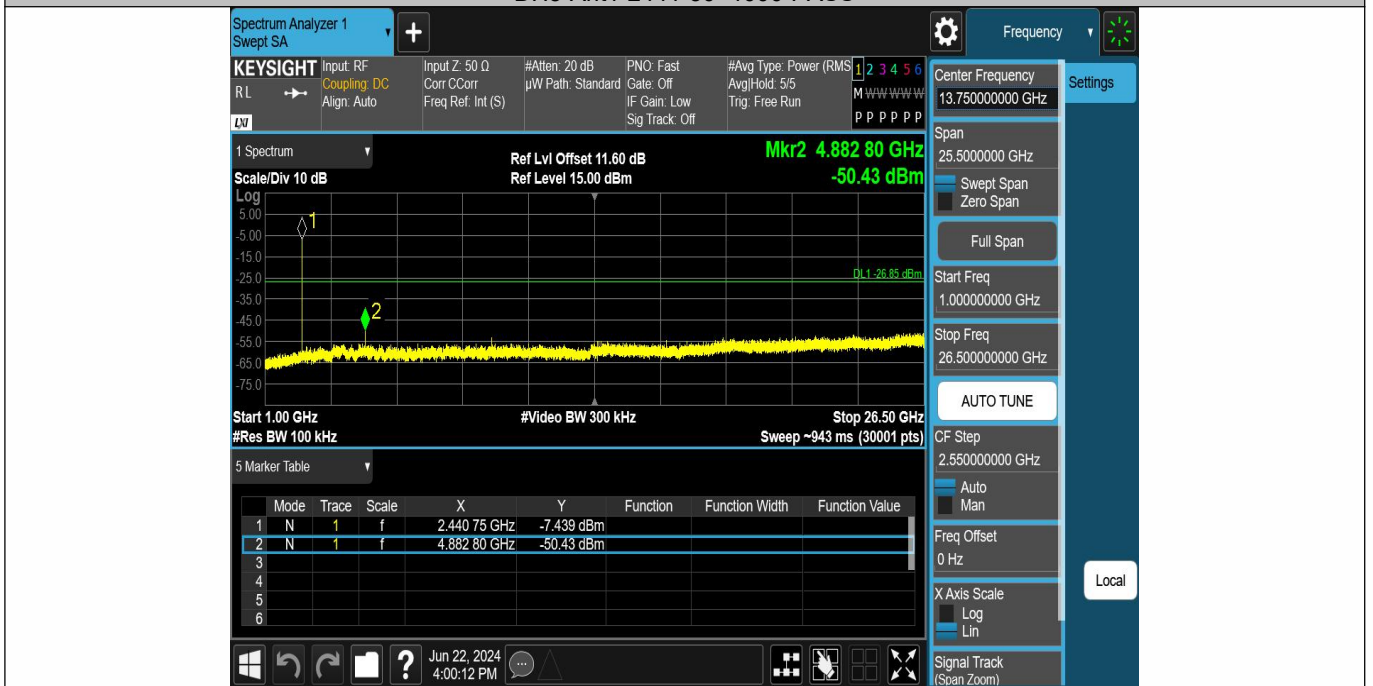 Spectrum Analyzer 1
Swept SA
+
Frequency
KEYSIGHT
RL
LXI
Input: RF
Coupling: DC
Align: Auto
Input Z: 50 Ω
Corr CCorr
Freq Ref: Int (S)
#Atten: 20 dB
µW Path: Standard
PNO: Fast
Gate: Off
IF Gain: Low
Sig Track: Off
#Avg Type: Power (RMS
Avg|Hold: 5/5
Trig: Free Run
1 2 3 4 5 6
M W W W W W
P P P P P P
1 Spectrum
Scale/Div 10 dB
Ref Lvl Offset 11.60 dB
Ref Level 15.00 dBm
Mkr2 4.882 80 GHz
-50.43 dBm
Log
5.00
-5.00
-15.0
-25.0
-35.0
-45.0
-55.0
-65.0
-75.0
1
2
DL1 -26.85 dBm
Start 1.00 GHz
#Video BW 300 kHz
Stop 26.50 GHz
#Res BW 100 kHz
Sweep ~943 ms (30001 pts)
5 Marker Table
Mode Trace Scale X Y Function Function Width Function Value
1 N 1 f 2.440 75 GHz -7.439 dBm
2 N 1 f 4.882 80 GHz -50.43 dBm
3
4
5
6
? Jun 22, 2024
4:00:12 PM
Center Frequency
13.750000000 GHz
Span
25.5000000 GHz
Swept Span
Zero Span
Full Span
Start Freq
1.000000000 GHz
Stop Freq
26.500000000 GHz
AUTO TUNE
CF Step
2.550000000 GHz
Auto
Man
Freq Offset
0 Hz
X Axis Scale
Log
Lin
Signal Track
(Span Zoom)
Settings
Local